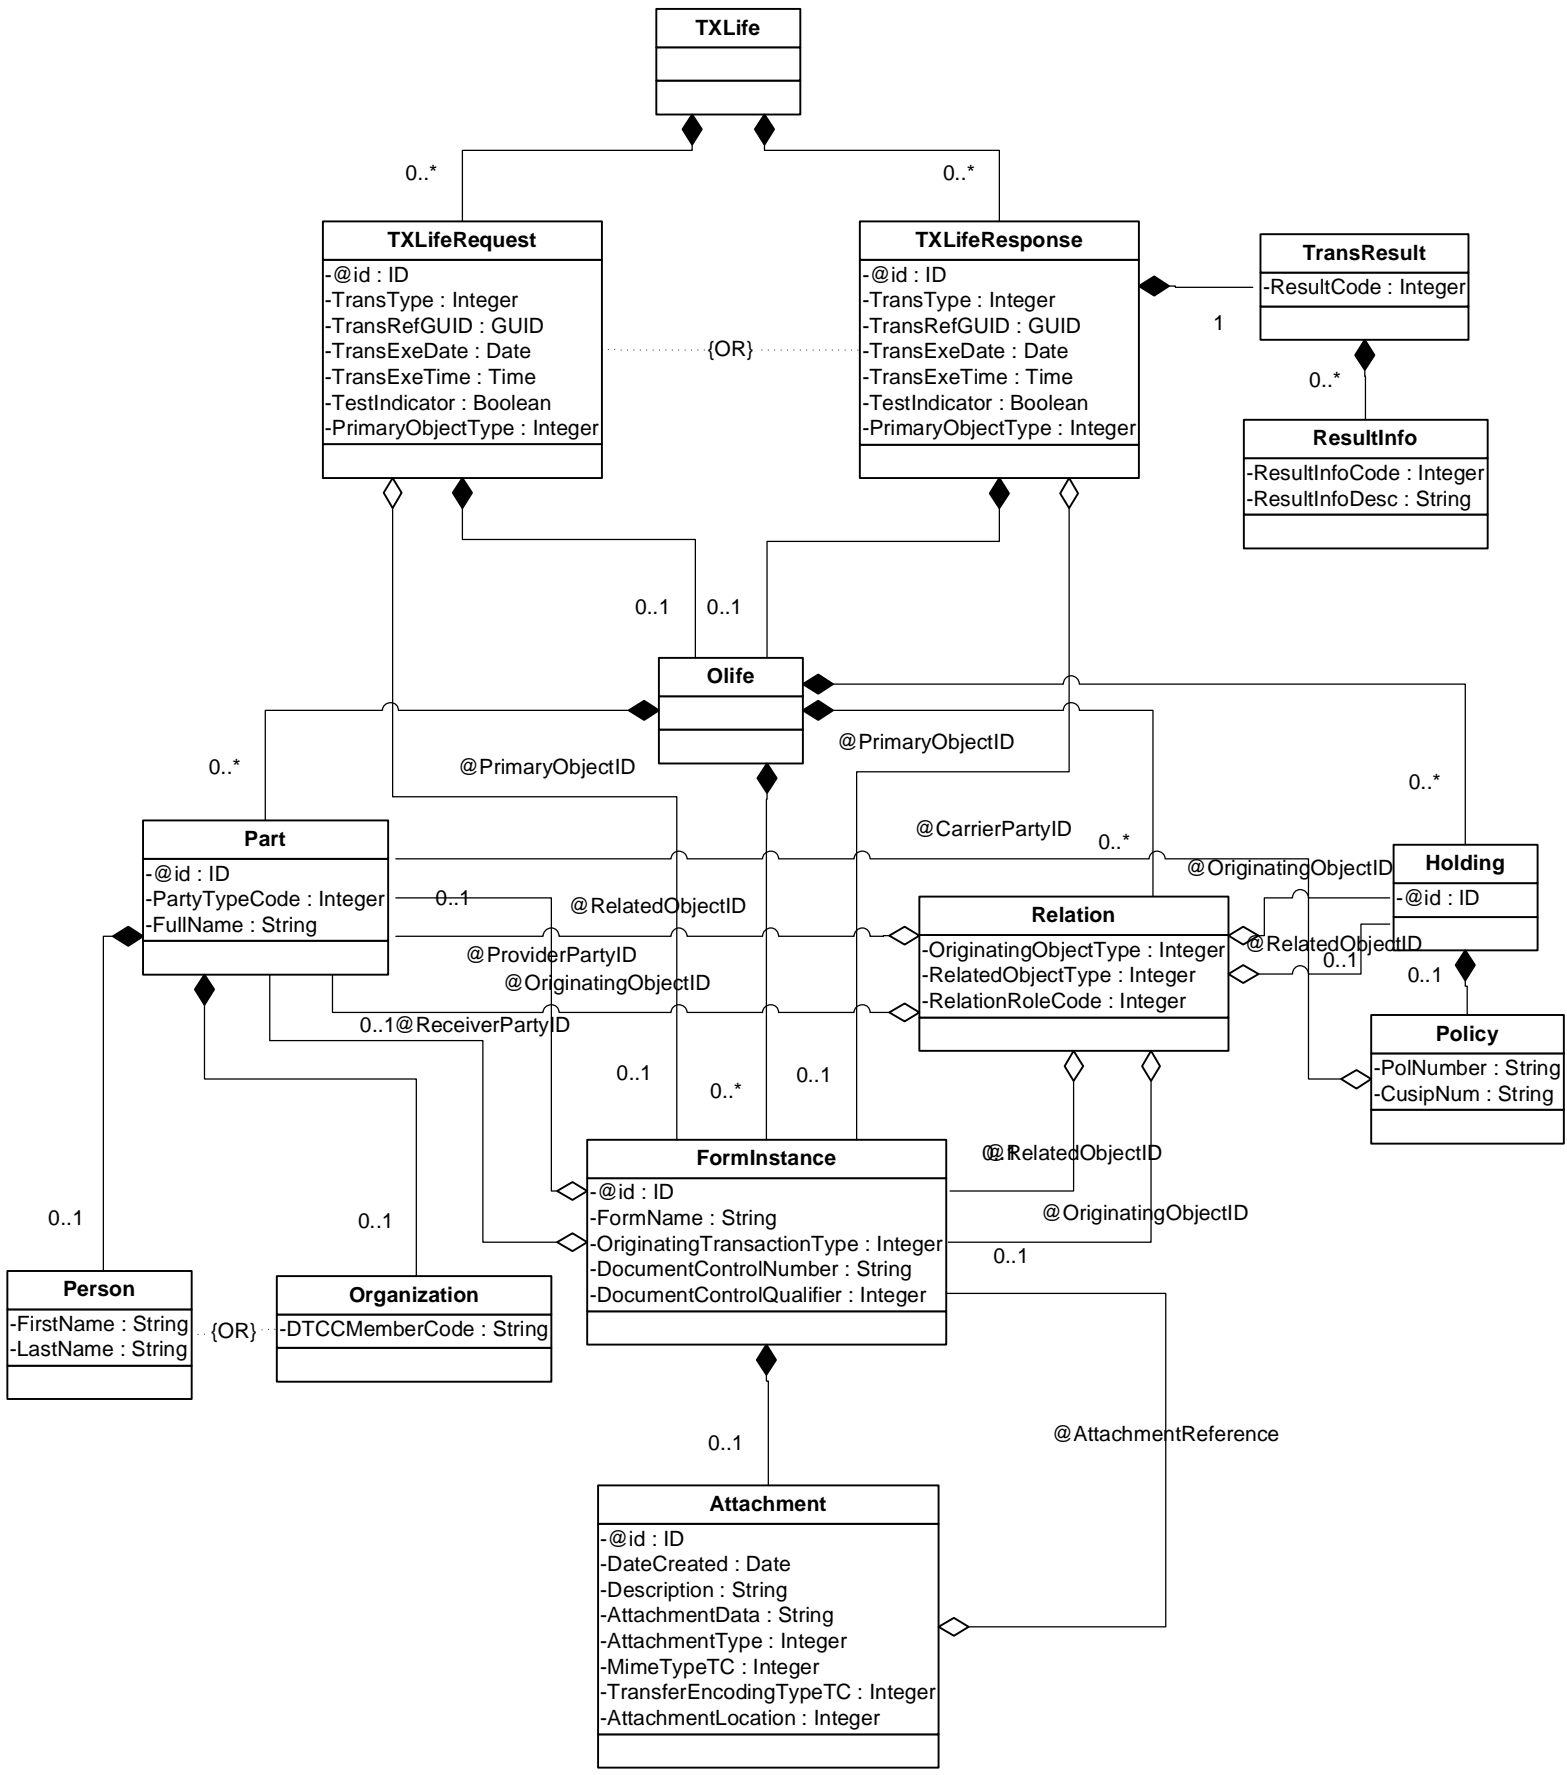 TXLife
0..*
0..*
TXLifeRequest
-@id : ID
-TransType : Integer
-TransRefGUID : GUID
-TransExeDate : Date
-TransExeTime : Time
-TestIndicator : Boolean
-PrimaryObjectType : Integer
{OR}
TXLifeResponse
-@id : ID
-TransType : Integer
-TransRefGUID : GUID
-TransExeDate : Date
-TransExeTime : Time
-TestIndicator : Boolean
-PrimaryObjectType : Integer
1
TransResult
-ResultCode : Integer
0..*
ResultInfo
-ResultInfoCode : Integer
-ResultInfoDesc : String
0..1
0..1
Olife
@PrimaryObjectID
@PrimaryObjectID
0..*
0..*
0..*
Part
-@id : ID
-PartyTypeCode : Integer
-FullName : String
@CarrierPartyID
@OriginatingObjectID
Holding
-@id : ID
0..1
@RelatedObjectID
Relation
-OriginatingObjectType : Integer
-RelatedObjectType : Integer
-RelationRoleCode : Integer
@RelatedObjectID
0..1
@ProviderPartyID
@OriginatingObjectID
0..1
0..1
@ReceiverPartyID
Policy
-PolNumber : String
-CusipNum : String
0..1
0..*
0..1
FormInstance
-@id : ID
-FormName : String
-OriginatingTransactionType : Integer
-DocumentControlNumber : String
-DocumentControlQualifier : Integer
0..1
@RelatedObjectID
@OriginatingObjectID
0..1
0..1
0..1
Person
-FirstName : String
-LastName : String
{OR}
Organization
-DTCCMemberCode : String
0..1
@AttachmentReference
Attachment
-@id : ID
-DateCreated : Date
-Description : String
-AttachmentData : String
-AttachmentType : Integer
-MimeTypeTC : Integer
-TransferEncodingTypeTC : Integer
-AttachmentLocation : Integer